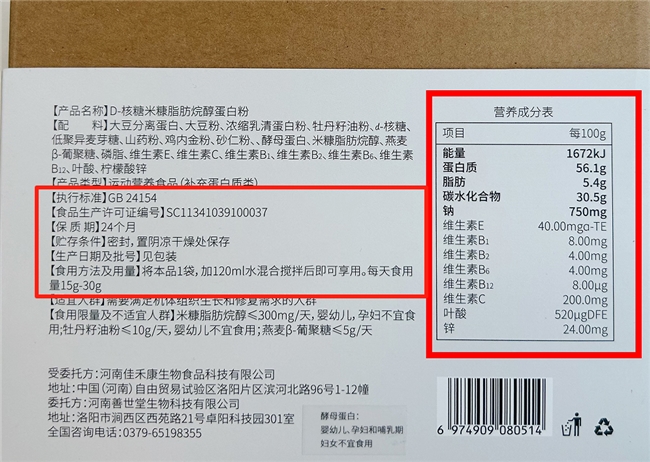 【产品名称】D-核糖米糠脂肪烷醇蛋白粉
【配　　料】大豆分离蛋白、大豆粉、浓缩乳清蛋白粉、牡丹籽油粉、d-核糖、
低聚异麦芽糖、山药粉、鸡内金粉、砂仁粉、酵母蛋白、米糠脂肪烷醇、燕麦
β-葡聚糖、磷脂、维生素E、维生素C、维生素B₁、维生素B₂、维生素B₆、维生素
B₁₂、叶酸、柠檬酸锌
【产品类型】运动营养食品（补充蛋白质类）
【执行标准】GB 24154
【食品生产许可证编号】SC11341039100037
【保 质 期】24个月
【贮存条件】密封，置阴凉干燥处保存
【生产日期及批号】见包装
【食用方法及用量】将本品1袋，加120ml水混合搅拌后即可享用。每天食用
量15g-30g
【适宜人群】需要满足机体组织生长和修复需求的人群
【食用限量及不适宜人群】米糠脂肪烷醇≤300mg/天，婴幼儿，孕妇不宜食
用;牡丹籽油粉≤10g/天，婴幼儿不宜食用;燕麦β-葡聚糖≤5g/天
受委托方：河南佳禾康生物食品科技有限公司
地址：中国（河南）自由贸易试验区洛阳片区滨河北路96号1-12幢
委托方：河南善世堂生物科技有限公司
地址：洛阳市涧西区西苑路21号卓阳科技园301室
全国咨询电话：0379-65198355
酵母蛋白：
婴幼儿、孕妇和哺乳期
妇女不宜食用
营养成分表
项目 每100g
能量 1672kJ
蛋白质 56.1g
脂肪 5.4g
碳水化合物 30.5g
钠 750mg
维生素E 40.00mgα-TE
维生素B₁ 8.00mg
维生素B₂ 4.00mg
维生素B₆ 4.00mg
维生素B₁₂ 8.00μg
维生素C 200.0mg
叶酸 520μgDFE
锌 24.00mg
6 974909 080514